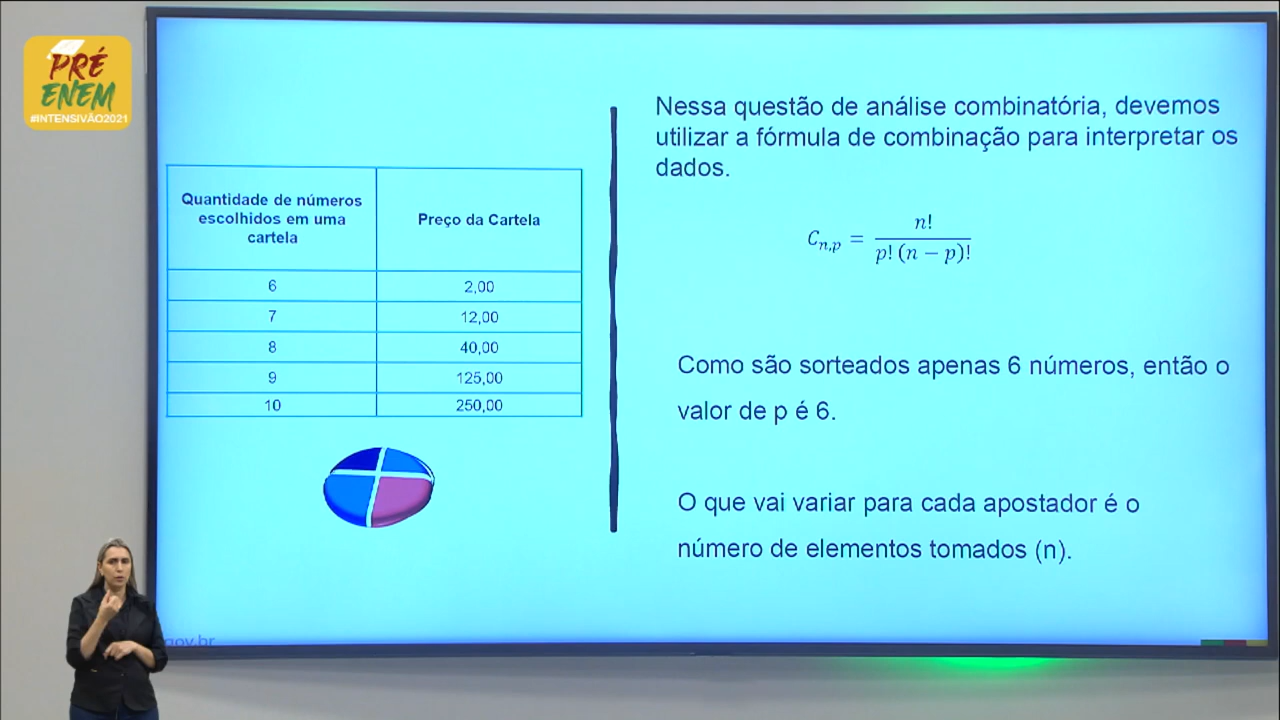 PRÉ
ENEM
#INTENSIVÃO2021
Quantidade de números
escolhidos em uma
cartela
Preço da Cartela
6 2,00
7 12,00
8 40,00
9 125,00
10 250,00
Nessa questão de análise combinatória, devemos
utilizar a fórmula de combinação para interpretar os
dados.
C_{n,p} = \frac{n!}{p! (n − p)!}
Como são sorteados apenas 6 números, então o
valor de p é 6.
O que vai variar para cada apostador é o
número de elementos tomados (n).
gov.br